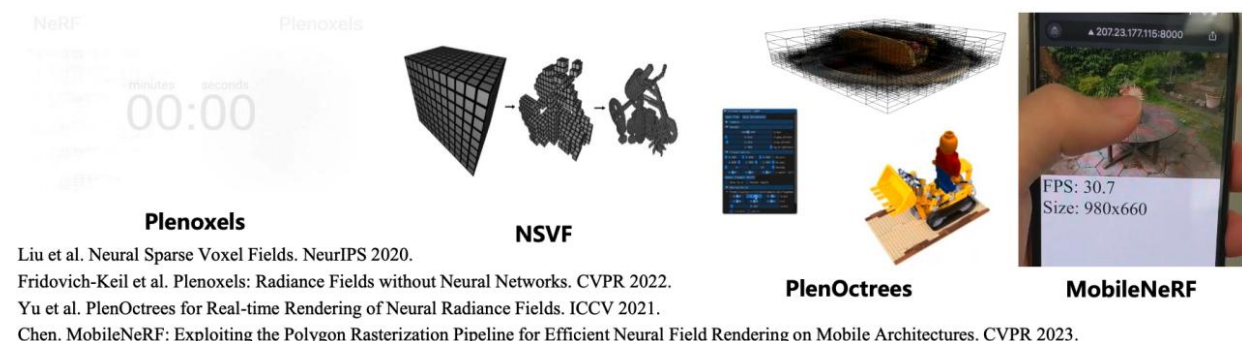 NeRF
Plenoxels
minutes seconds
00:00
207.23.177.115:8000
FPS: 30.7
Size: 980x660
Plenoxels
NSVF
PlenOctrees
MobileNeRF
Liu et al. Neural Sparse Voxel Fields. NeurIPS 2020.
Fridovich-Keil et al. Plenoxels: Radiance Fields without Neural Networks. CVPR 2022.
Yu et al. PlenOctrees for Real-time Rendering of Neural Radiance Fields. ICCV 2021.
Chen. MobileNeRF: Exploiting the Polygon Rasterization Pipeline for Efficient Neural Field Rendering on Mobile Architectures. CVPR 2023.